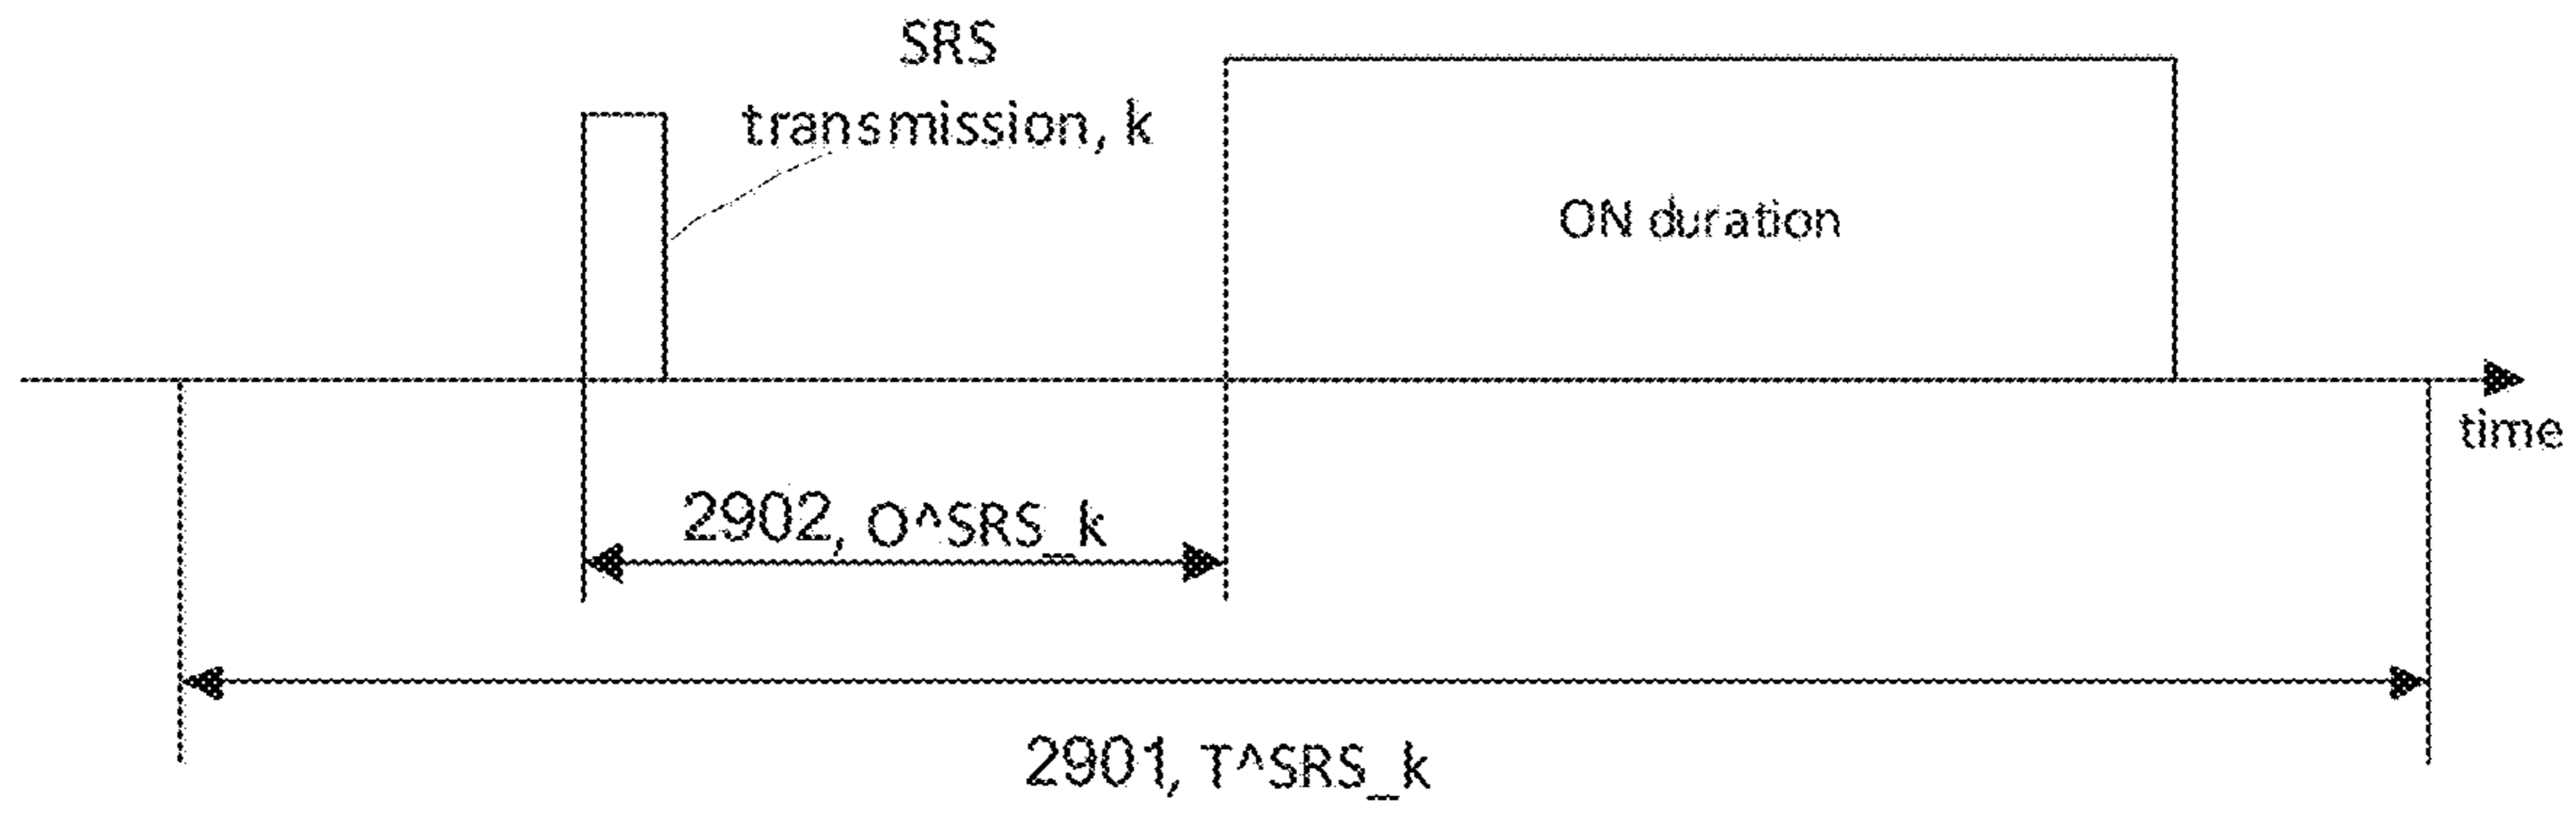 SRS
transmission, k
ON duration
time
2902, O^SRS_k
2901, T^SRS_k